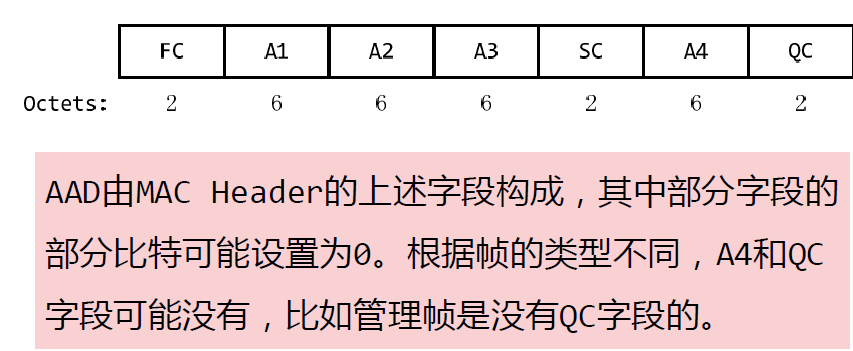 FC A1 A2 A3 SC A4 QC
Octets: 2 6 6 6 2 6 2
AAD由MAC Header的上述字段构成，其中部分字段的
部分比特可能设置为0。根据帧的类型不同，A4和QC
字段可能没有，比如管理帧是没有QC字段的。